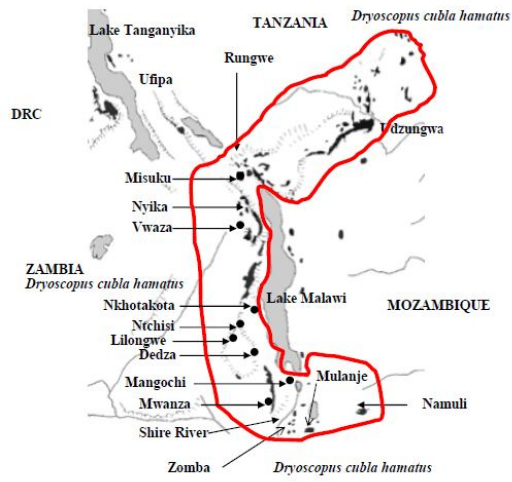 Dryoscopus cubla hamatus
TANZANIA
Lake Tanganyika
Rungwe
Ufipa
DRC
Udzungwa
Misuku
Nyika
Vwaza
ZAMBIA
Dryoscopus cubla hamatus
Nkhotakota
Lake Malawi
MOZAMBIQUE
Ntchisi
Lilongwe
Dedza
Mulanje
Mangochi
Mwanza
Namuli
Shire River
Zomba
Dryoscopus cubla hamatus